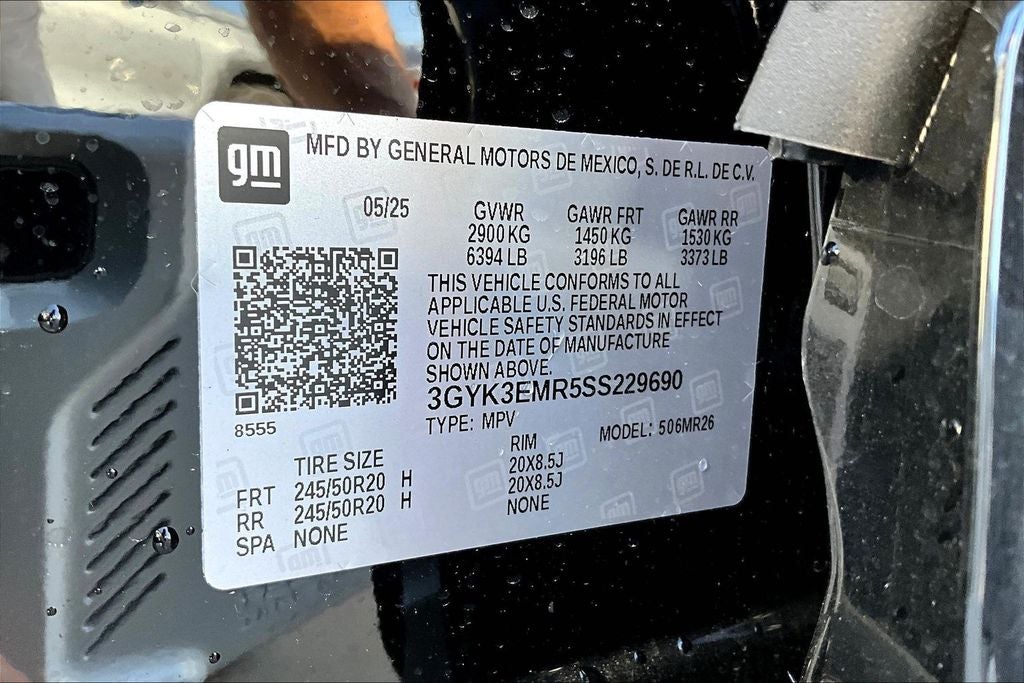 gm MFD BY GENERAL MOTORS DE MEXICO, S. DE R.L. DE C.V.
05/25 GVWR GAWR FRT GAWR RR
2900 KG 1450 KG 1530 KG
6394 LB 3196 LB 3373 LB
THIS VEHICLE CONFORMS TO ALL
APPLICABLE U.S. FEDERAL MOTOR
VEHICLE SAFETY STANDARDS IN EFFECT
ON THE DATE OF MANUFACTURE
SHOWN ABOVE.
3GYK3EMR5SS229690
8555 TYPE: MPV MODEL: 506MR26
TIRE SIZE RIM
FRT 245/50R20 H 20X8.5J
RR 245/50R20 H 20X8.5J
SPA NONE NONE